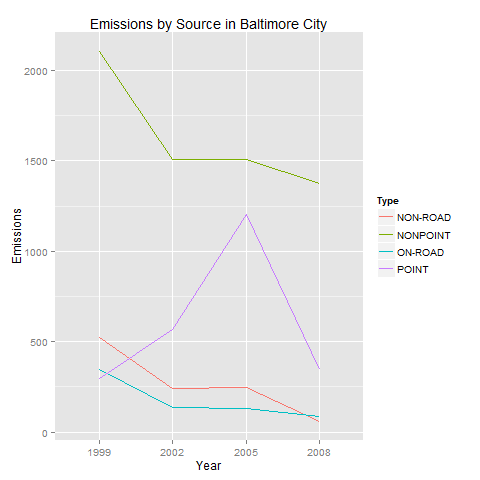 Emissions by Source in Baltimore City
2000
1500
1000
500
0
Emissions
1999
2002
2005
2008
Year
Type
NON-ROAD
NONPOINT
ON-ROAD
POINT